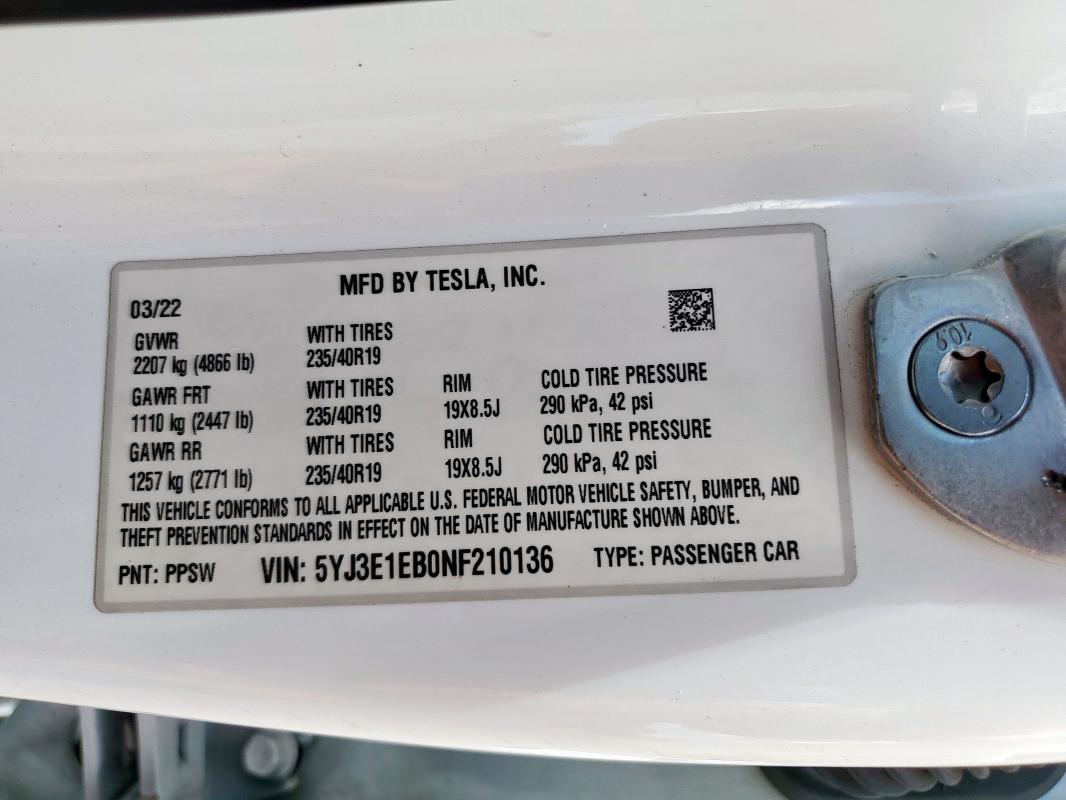 MFD BY TESLA, INC.
03/22
GVWR WITH TIRES
2207 kg (4866 lb) 235/40R19
GAWR FRT WITH TIRES RIM COLD TIRE PRESSURE
1110 kg (2447 lb) 235/40R19 19X8.5J 290 kPa, 42 psi
GAWR RR WITH TIRES RIM COLD TIRE PRESSURE
1257 kg (2771 lb) 235/40R19 19X8.5J 290 kPa, 42 psi
THIS VEHICLE CONFORMS TO ALL APPLICABLE U.S. FEDERAL MOTOR VEHICLE SAFETY, BUMPER, AND
THEFT PREVENTION STANDARDS IN EFFECT ON THE DATE OF MANUFACTURE SHOWN ABOVE.
PNT: PPSW VIN: 5YJ3E1EB0NF210136 TYPE: PASSENGER CAR
10.9